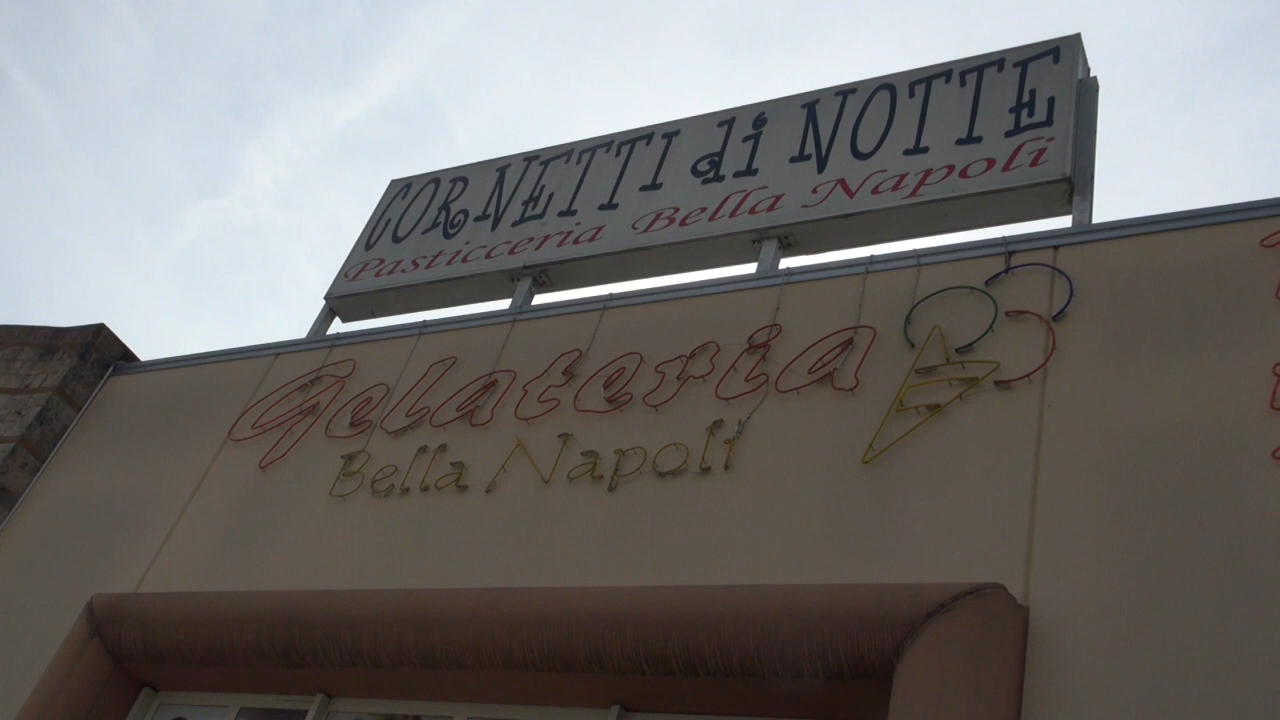 CORNETTI di NOTTE
Pasticceria Bella Napoli
Gelateria
Bella Napoli